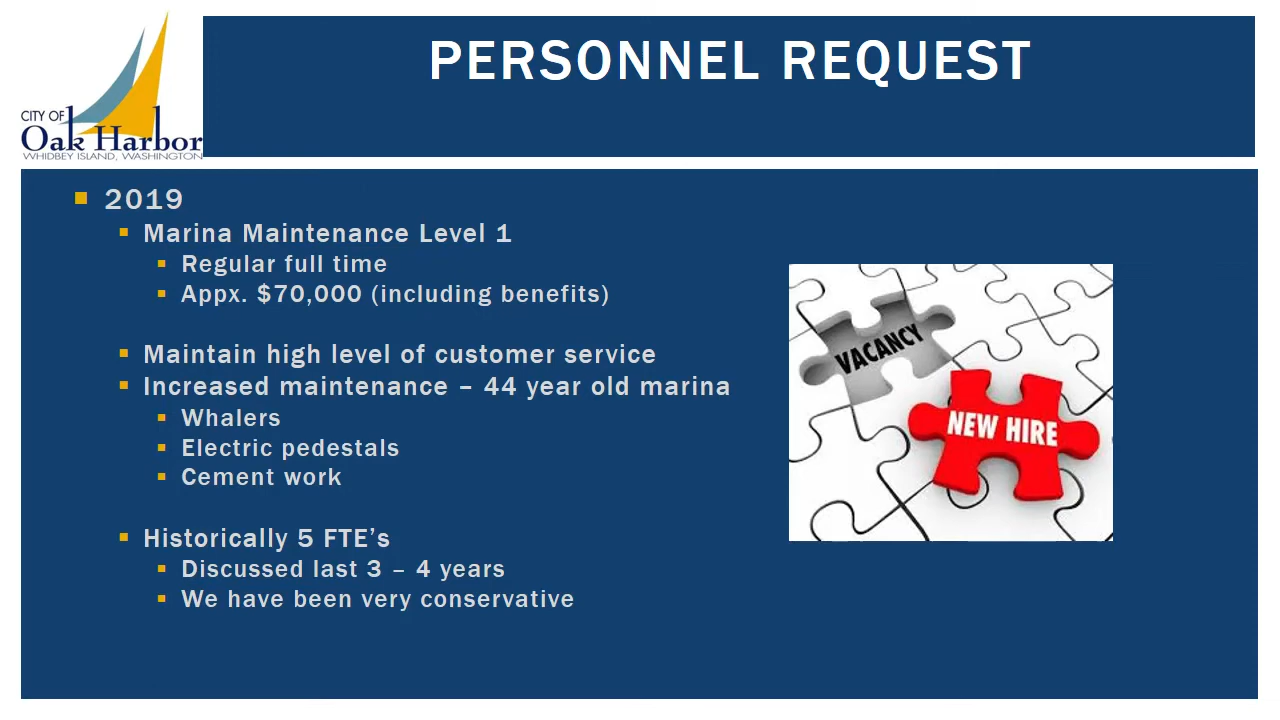 CITY OF
Oak Harbor
WHIDBEY ISLAND, WASHINGTON
PERSONNEL REQUEST
2019
Marina Maintenance Level 1
Regular full time
Appx. $70,000 (including benefits)
Maintain high level of customer service
Increased maintenance – 44 year old marina
Whalers
Electric pedestals
Cement work
Historically 5 FTE’s
Discussed last 3 – 4 years
We have been very conservative
VACANCY
NEW HIRE